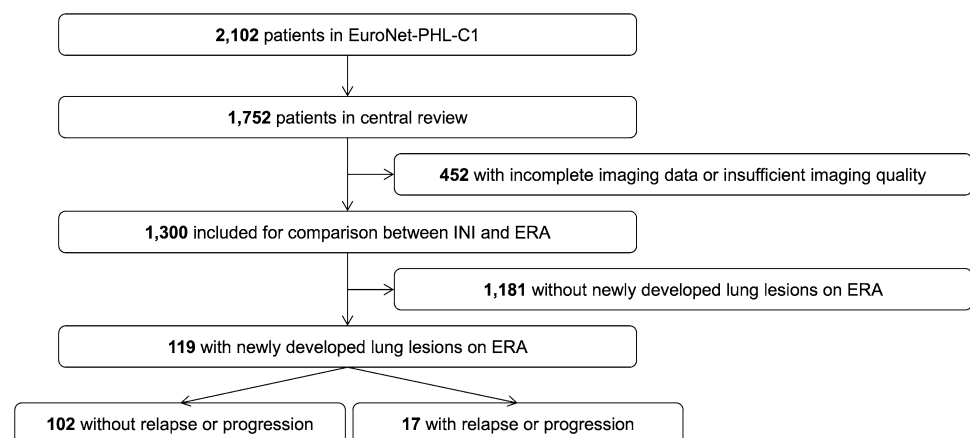 2,102 patients in EuroNet-PHL-C1
1,752 patients in central review
452 with incomplete imaging data or insufficient imaging quality
1,300 included for comparison between INI and ERA
1,181 without newly developed lung lesions on ERA
119 with newly developed lung lesions on ERA
102 without relapse or progression
17 with relapse or progression